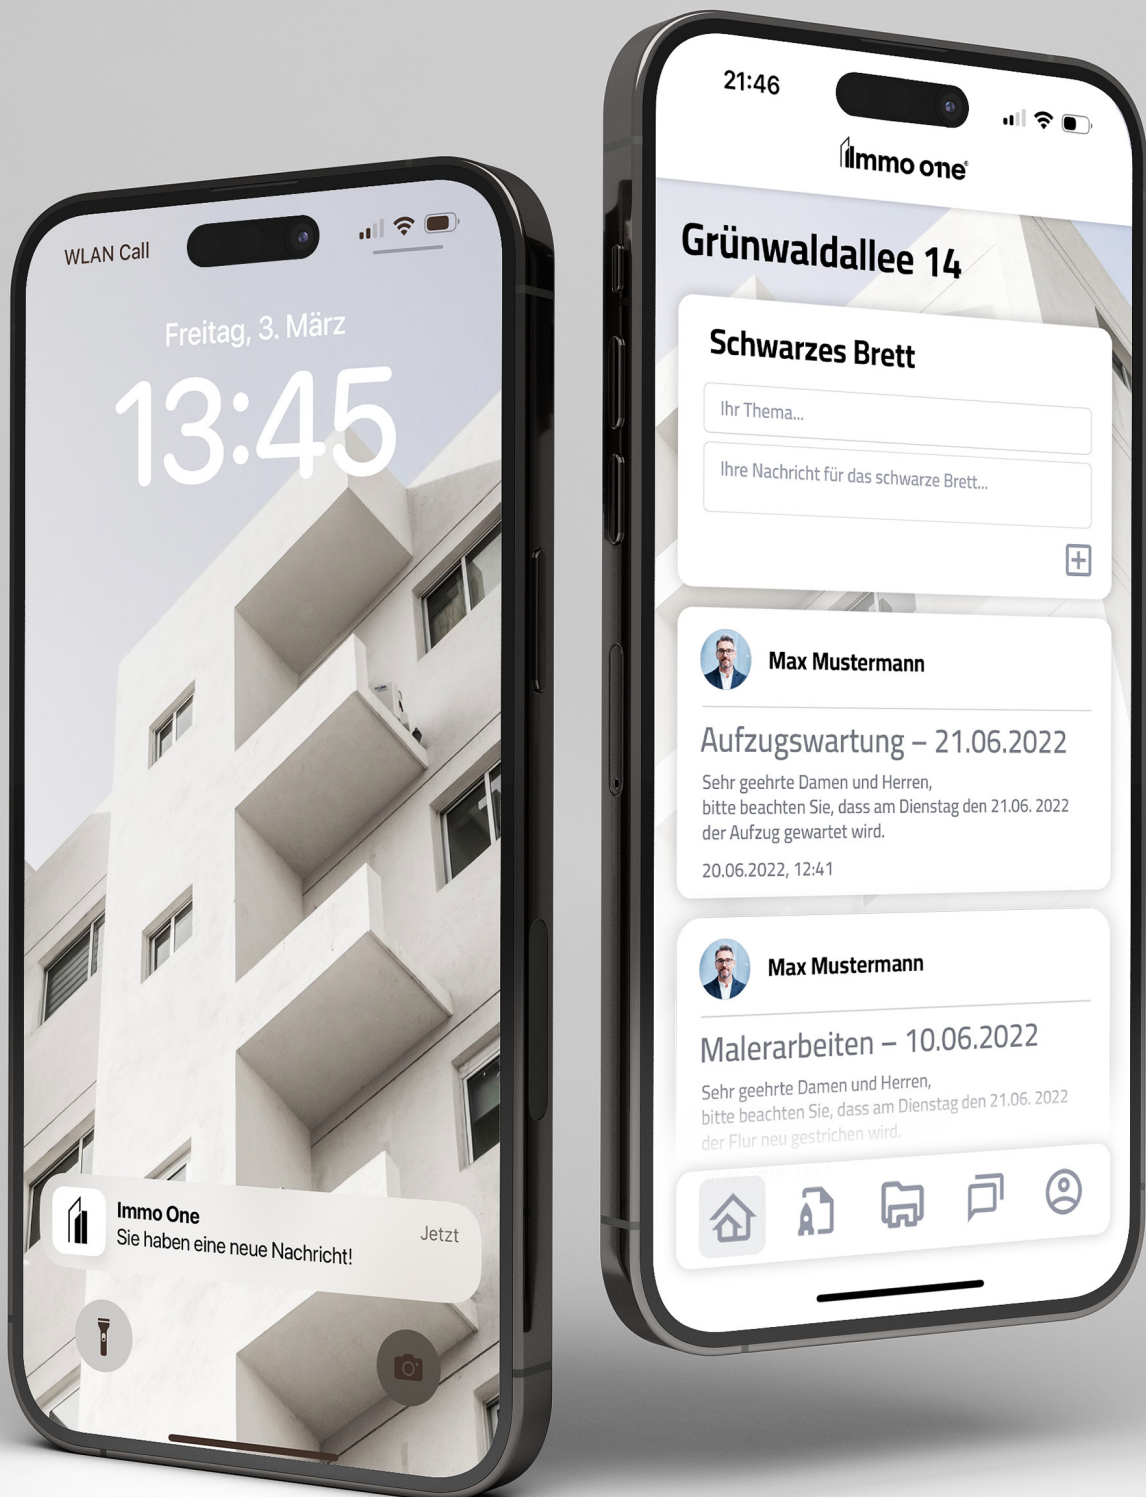 WLAN Call
Freitag, 3. März
13:45
Immo One
Sie haben eine neue Nachricht!
Jetzt
21:46
Immo one®
Grünwaldallee 14
Schwarzes Brett
Ihr Thema...
Ihre Nachricht für das schwarze Brett...
Max Mustermann
Aufzugswartung – 21.06.2022
Sehr geehrte Damen und Herren,
bitte beachten Sie, dass am Dienstag den 21.06. 2022
der Aufzug gewartet wird.
20.06.2022, 12:41
Max Mustermann
Malerarbeiten – 10.06.2022
Sehr geehrte Damen und Herren,
bitte beachten Sie, dass am Dienstag den 21.06. 2022
der Flur neu gestrichen wird.